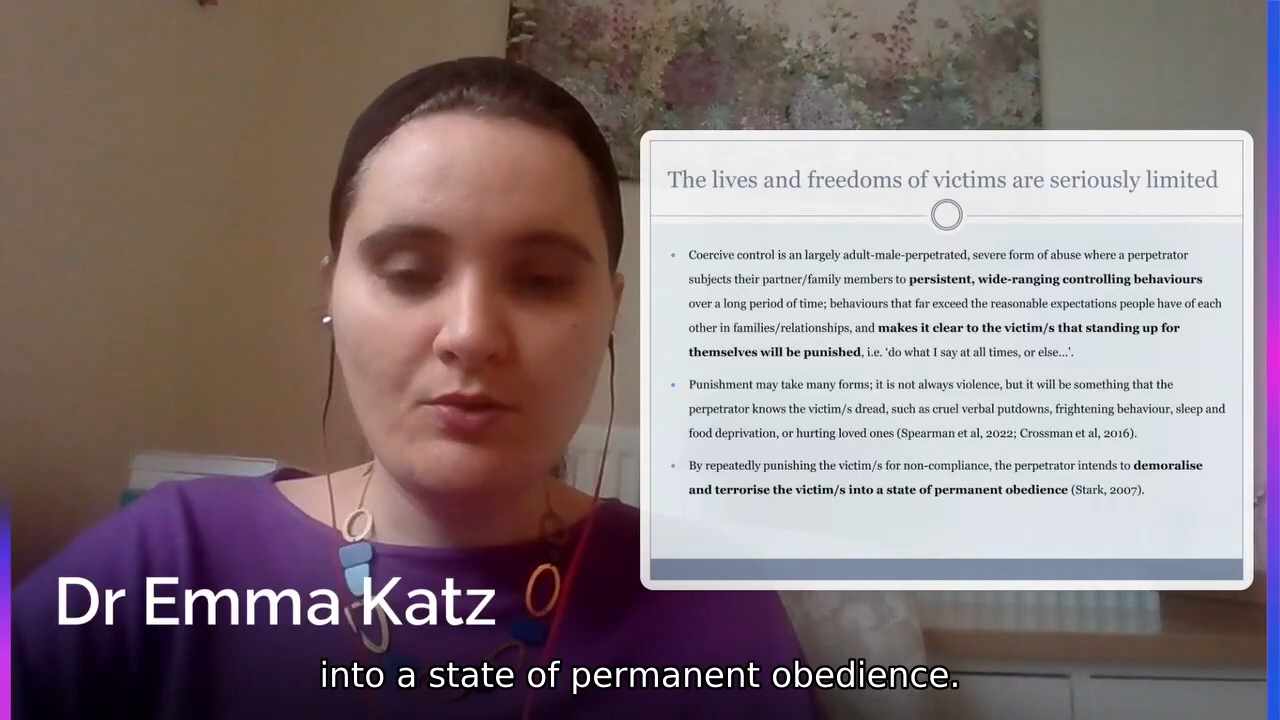 The lives and freedoms of victims are seriously limited
Coercive control is an largely adult-male-perpetrated, severe form of abuse where a perpetrator
subjects their partner/family members to persistent, wide-ranging controlling behaviours
over a long period of time; behaviours that far exceed the reasonable expectations people have of each
other in families/relationships, and makes it clear to the victim/s that standing up for
themselves will be punished, i.e. ‘do what I say at all times, or else...’.
Punishment may take many forms; it is not always violence, but it will be something that the
perpetrator knows the victim/s dread, such as cruel verbal putdowns, frightening behaviour, sleep and
food deprivation, or hurting loved ones (Spearman et al, 2022; Crossman et al, 2016).
By repeatedly punishing the victim/s for non-compliance, the perpetrator intends to demoralise
and terrorise the victim/s into a state of permanent obedience (Stark, 2007).
Dr Emma Katz
into a state of permanent obedience.